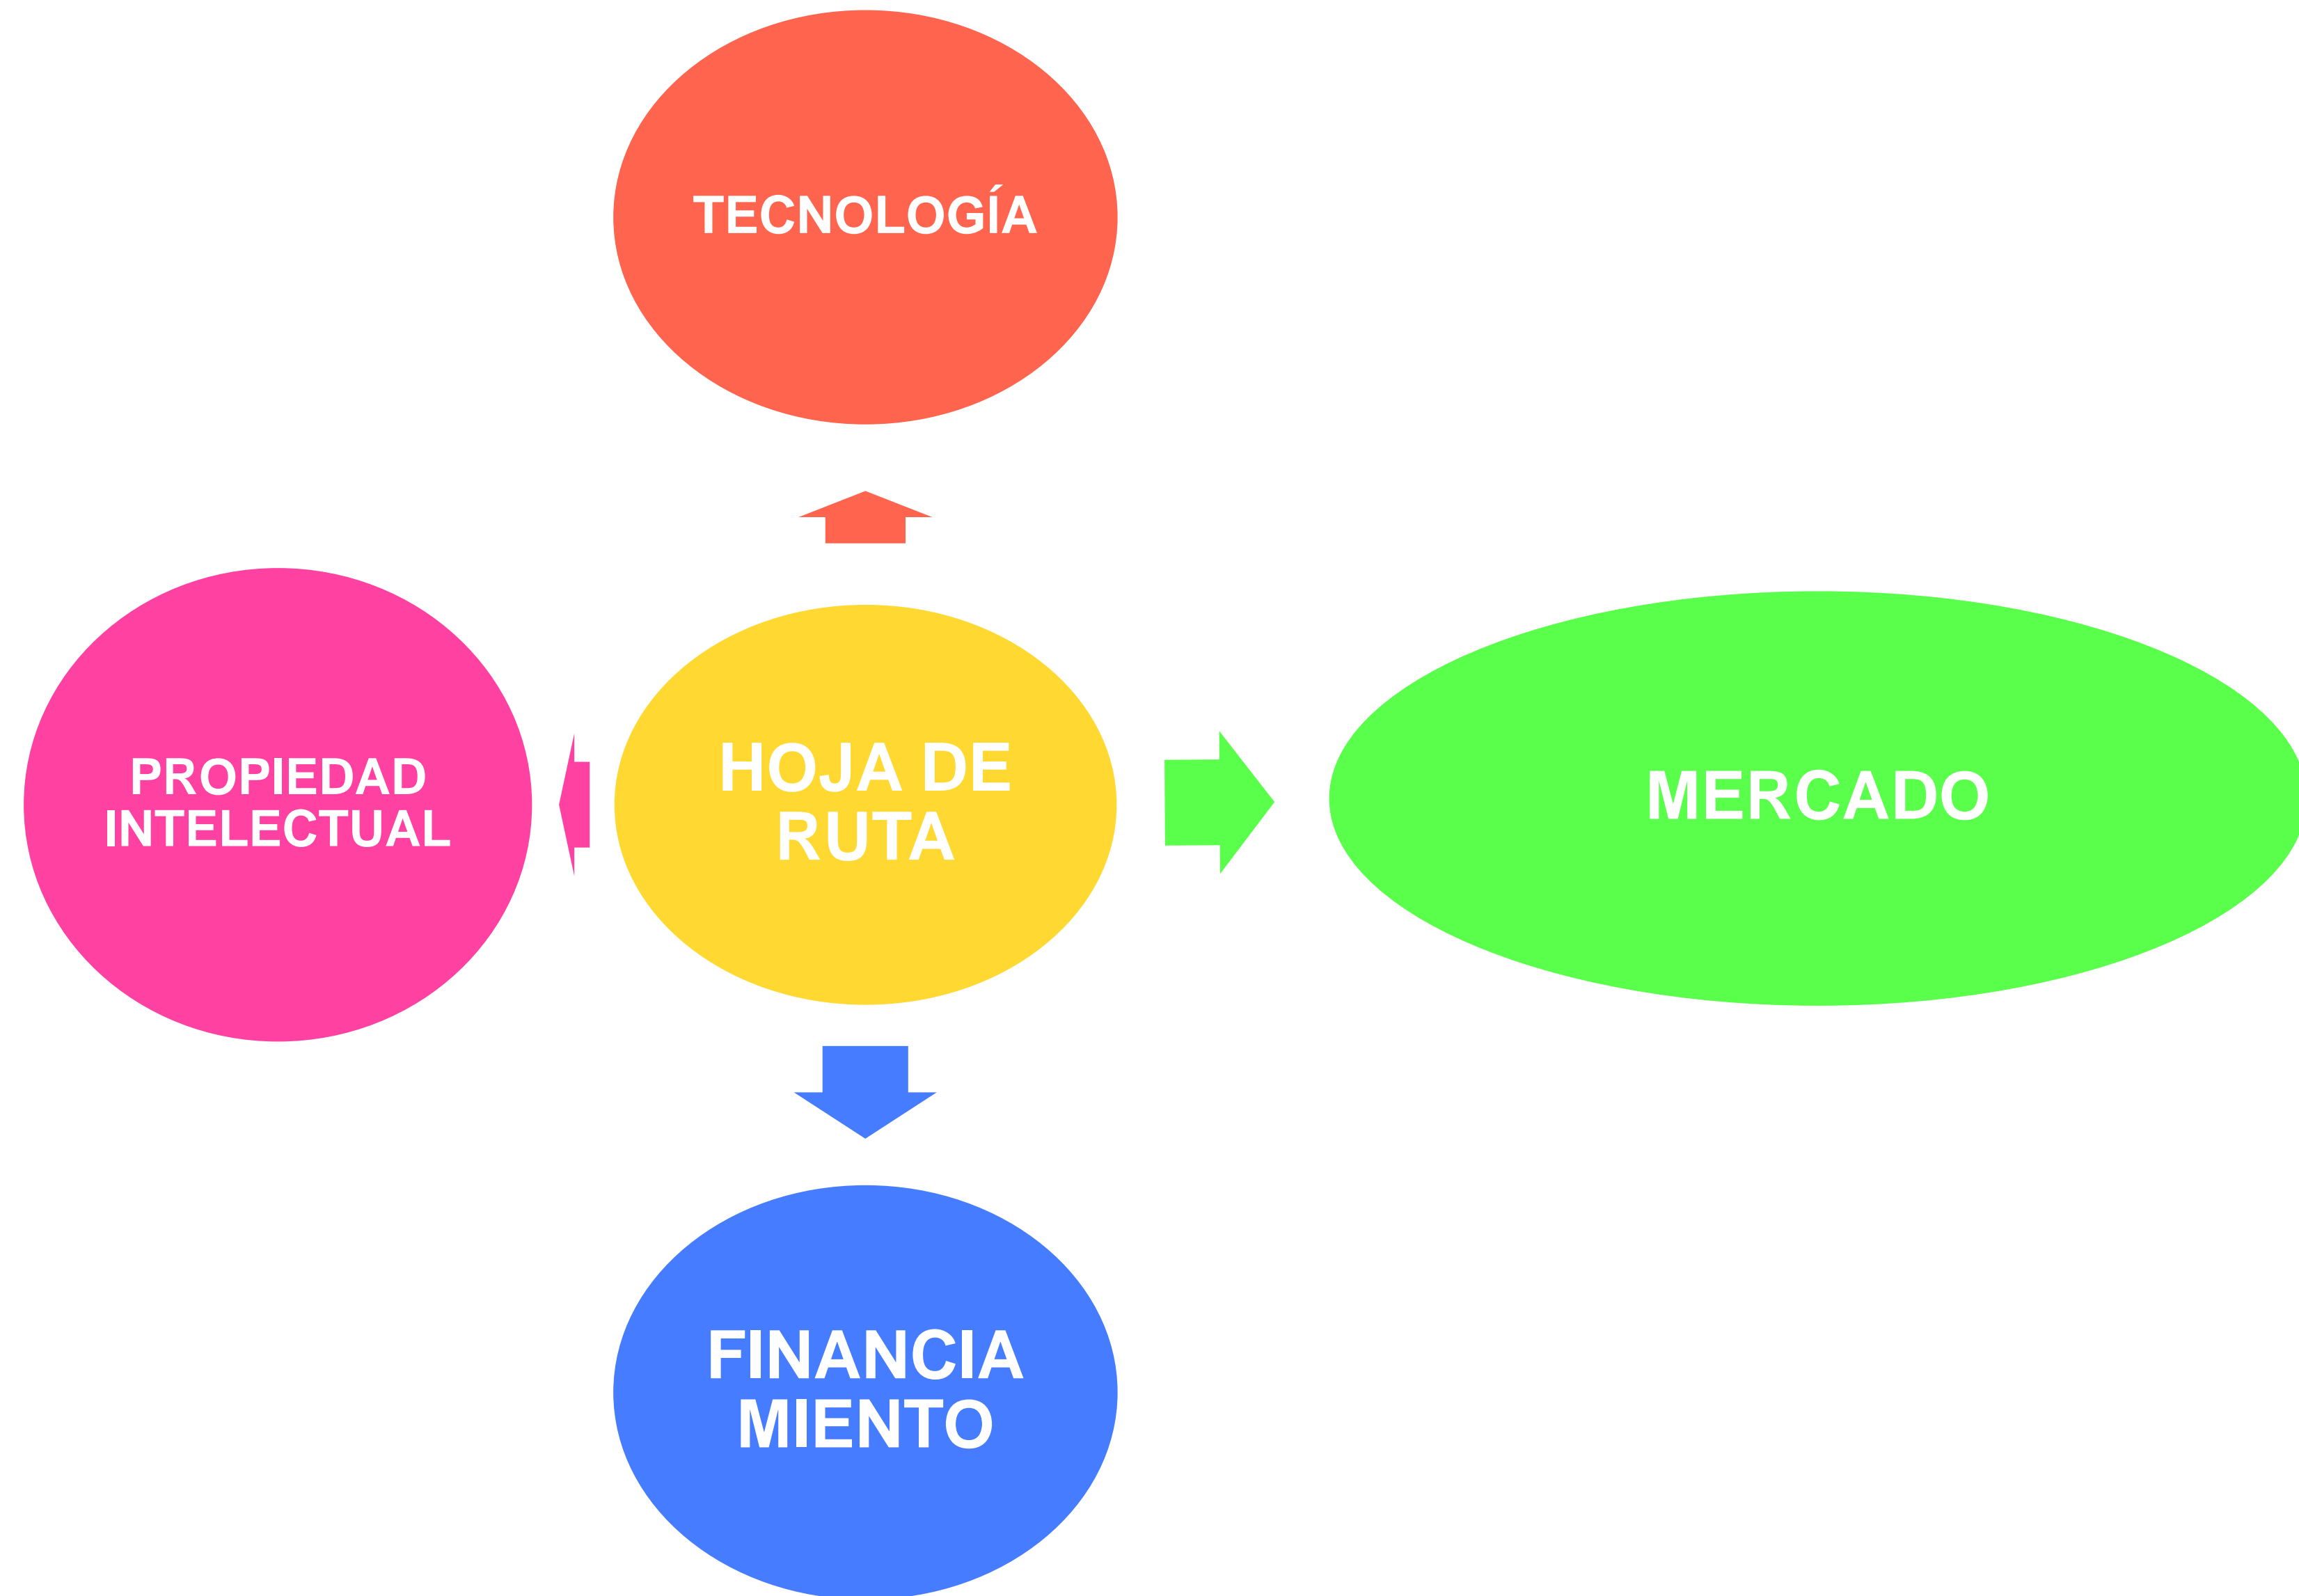 TECNOLOGÍA
PROPIEDAD
INTELECTUAL
HOJA DE
RUTA
MERCADO
FINANCIA
MIENTO